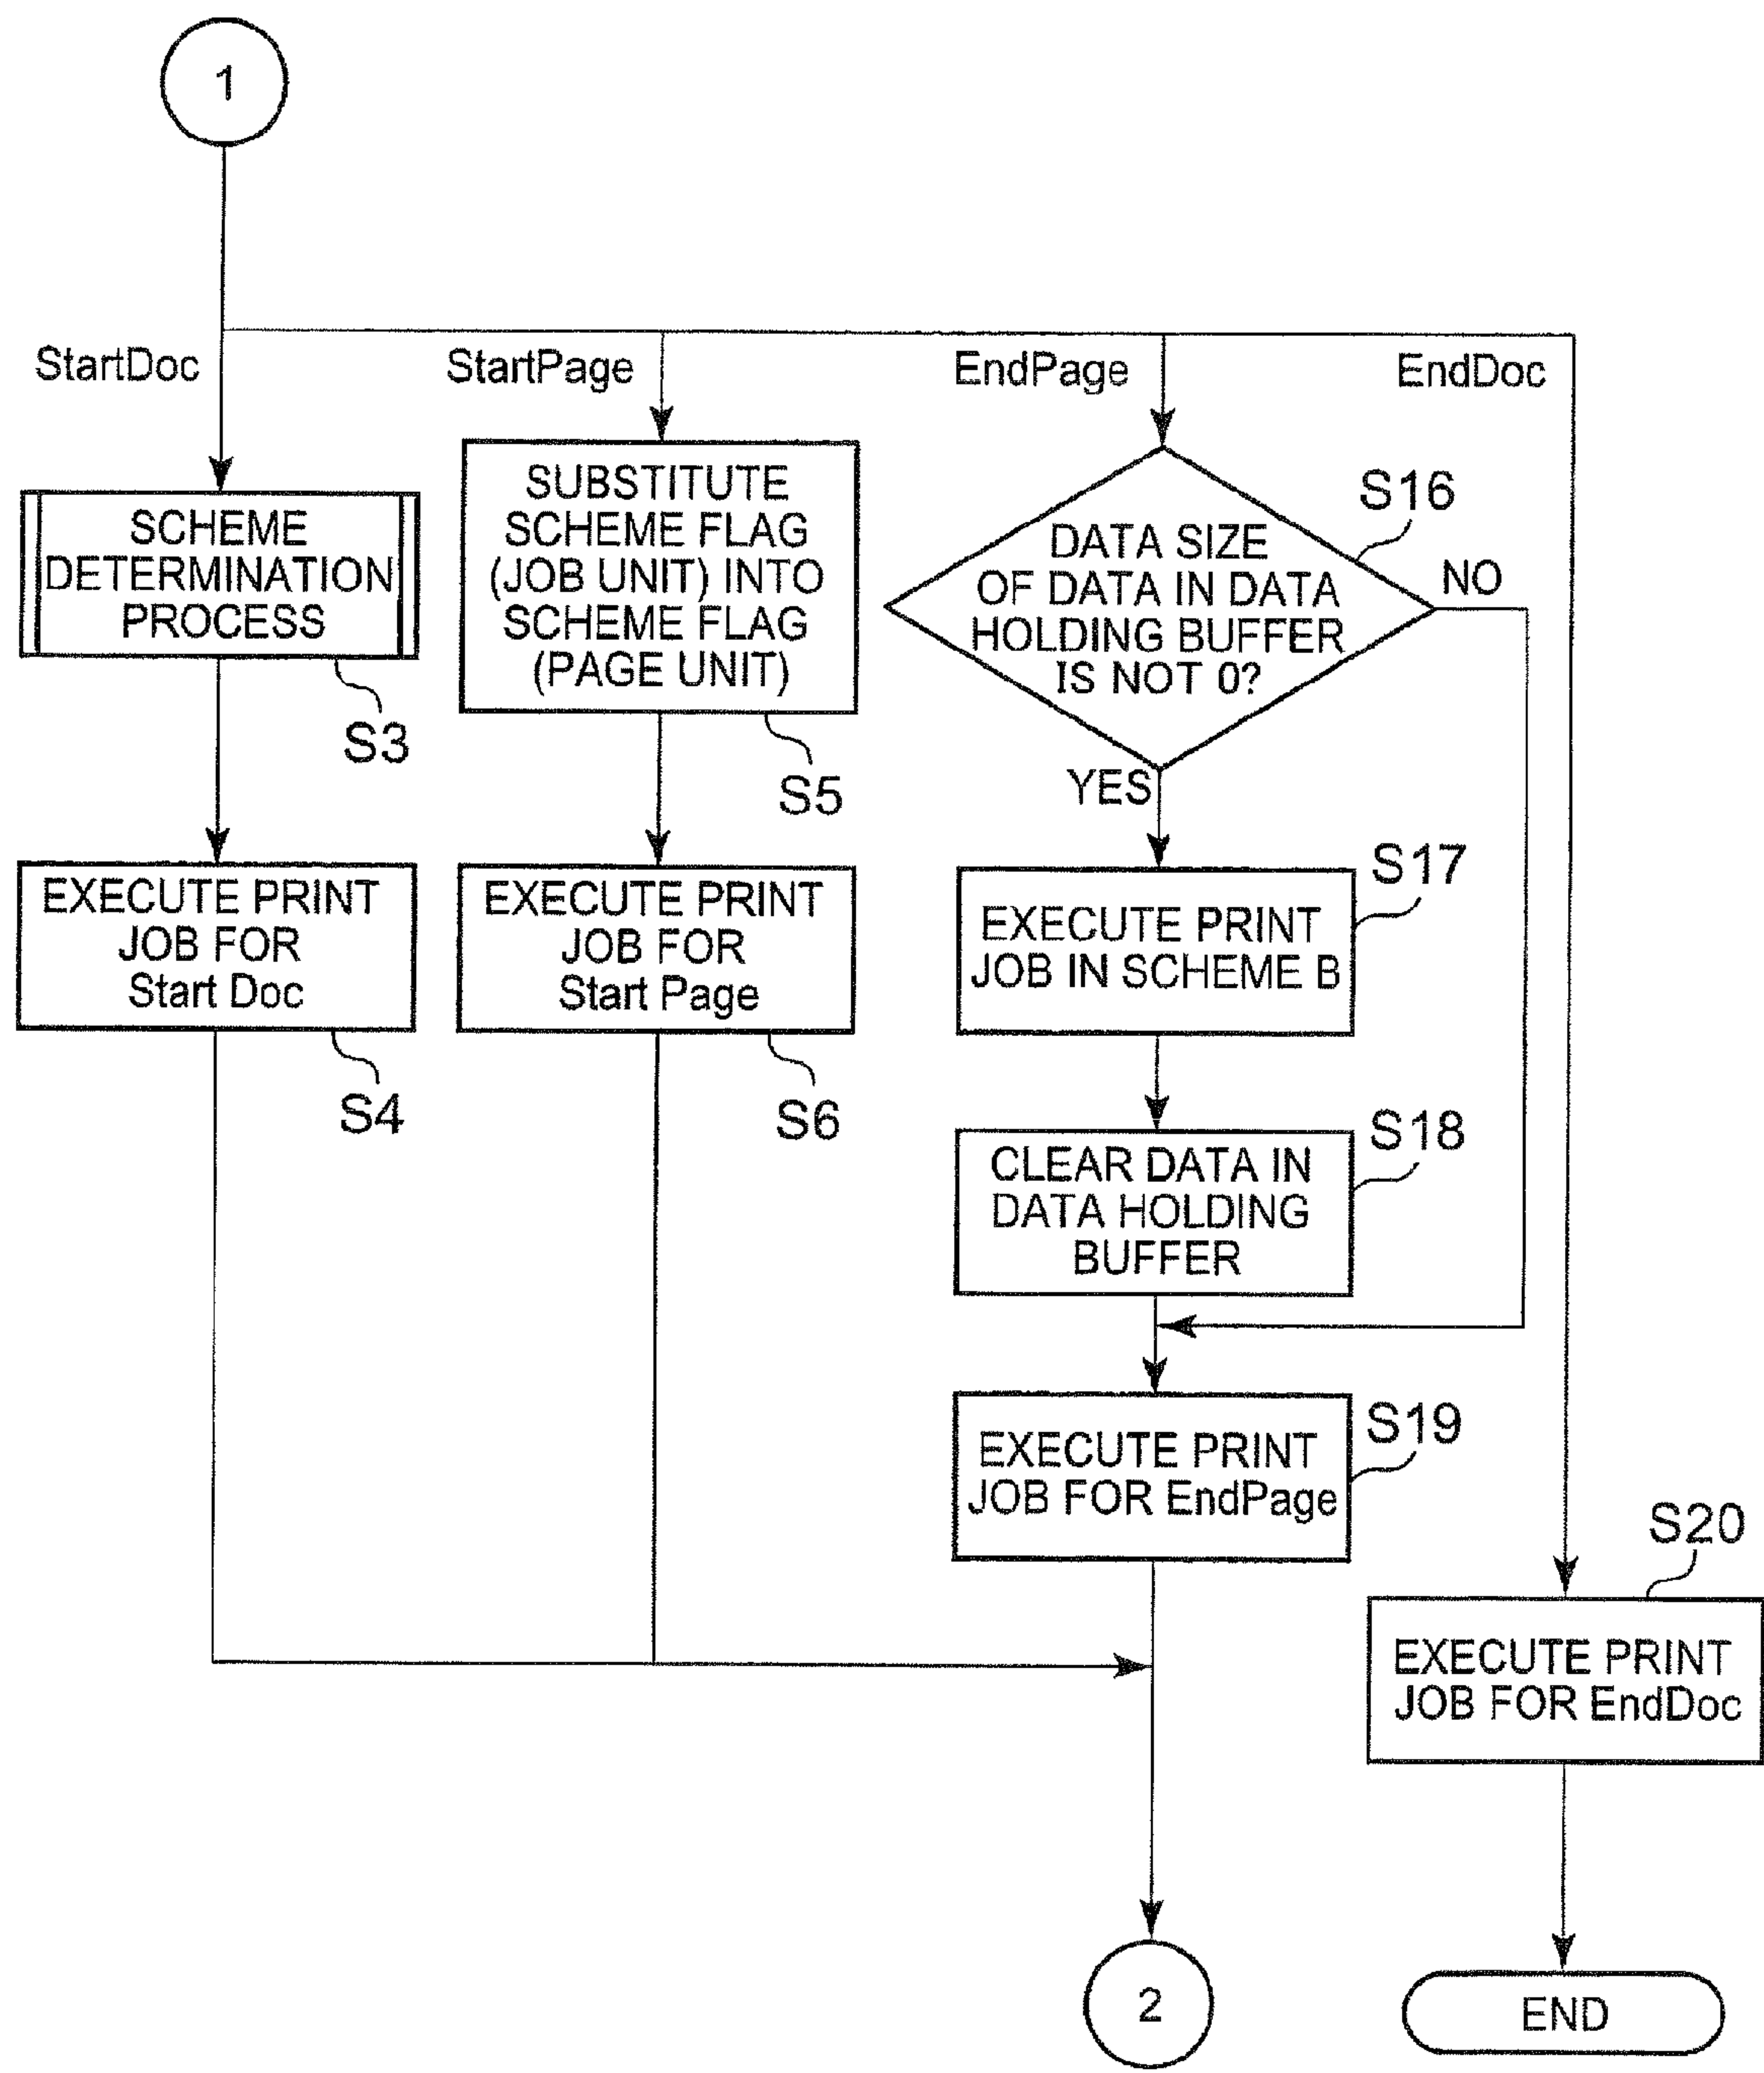 1
StartDoc
StartPage
EndPage
EndDoc
SCHEME
DETERMINATION
PROCESS
S3
EXECUTE PRINT
JOB FOR
Start Doc
S4
SUBSTITUTE
SCHEME FLAG
(JOB UNIT) INTO
SCHEME FLAG
(PAGE UNIT)
S5
EXECUTE PRINT
JOB FOR
Start Page
S6
DATA SIZE
OF DATA IN DATA
HOLDING BUFFER
IS NOT 0?
S16
NO
YES
EXECUTE PRINT
JOB IN SCHEME B
S17
CLEAR DATA IN
DATA HOLDING
BUFFER
S18
EXECUTE PRINT
JOB FOR EndPage
S19
S20
EXECUTE PRINT
JOB FOR EndDoc
2
END